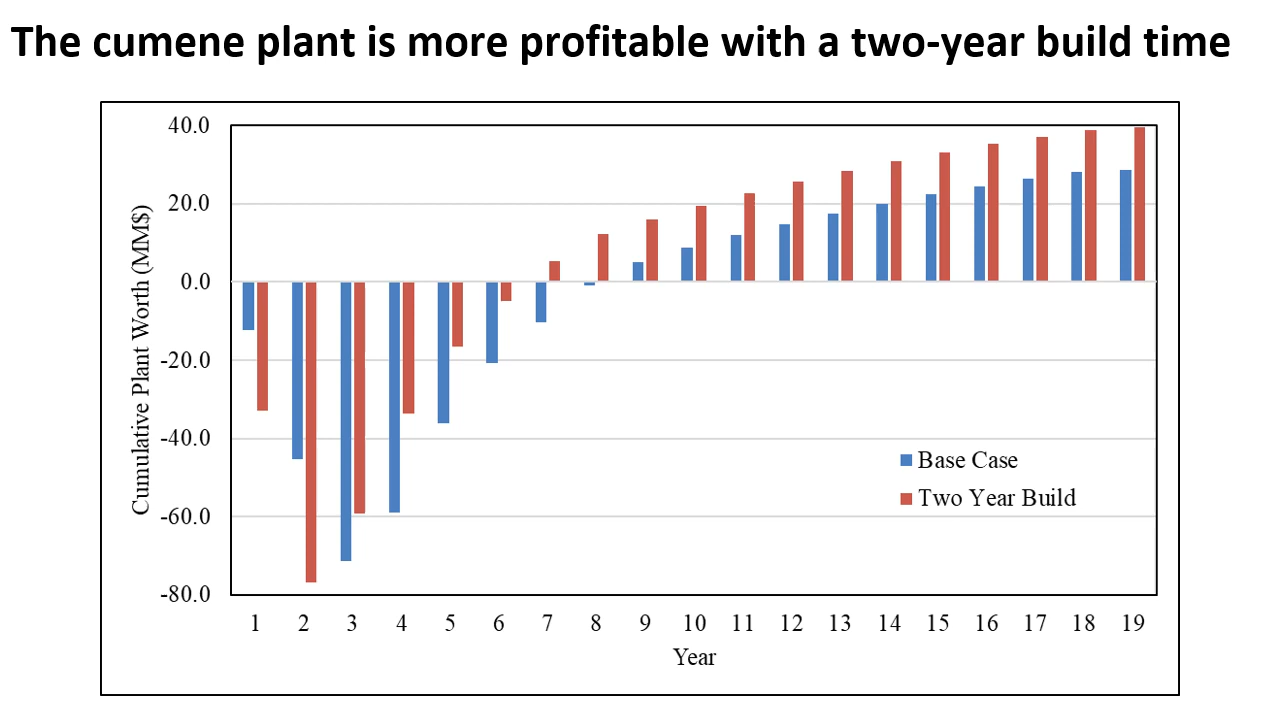 The cumene plant is more profitable with a two-year build time
40.0
20.0
0.0
-20.0
-40.0
-60.0
-80.0
Cumulative Plant Worth (MM$)
Base Case
Two Year Build
1 2 3 4 5 6 7 8 9 10 11 12 13 14 15 16 17 18 19
Year